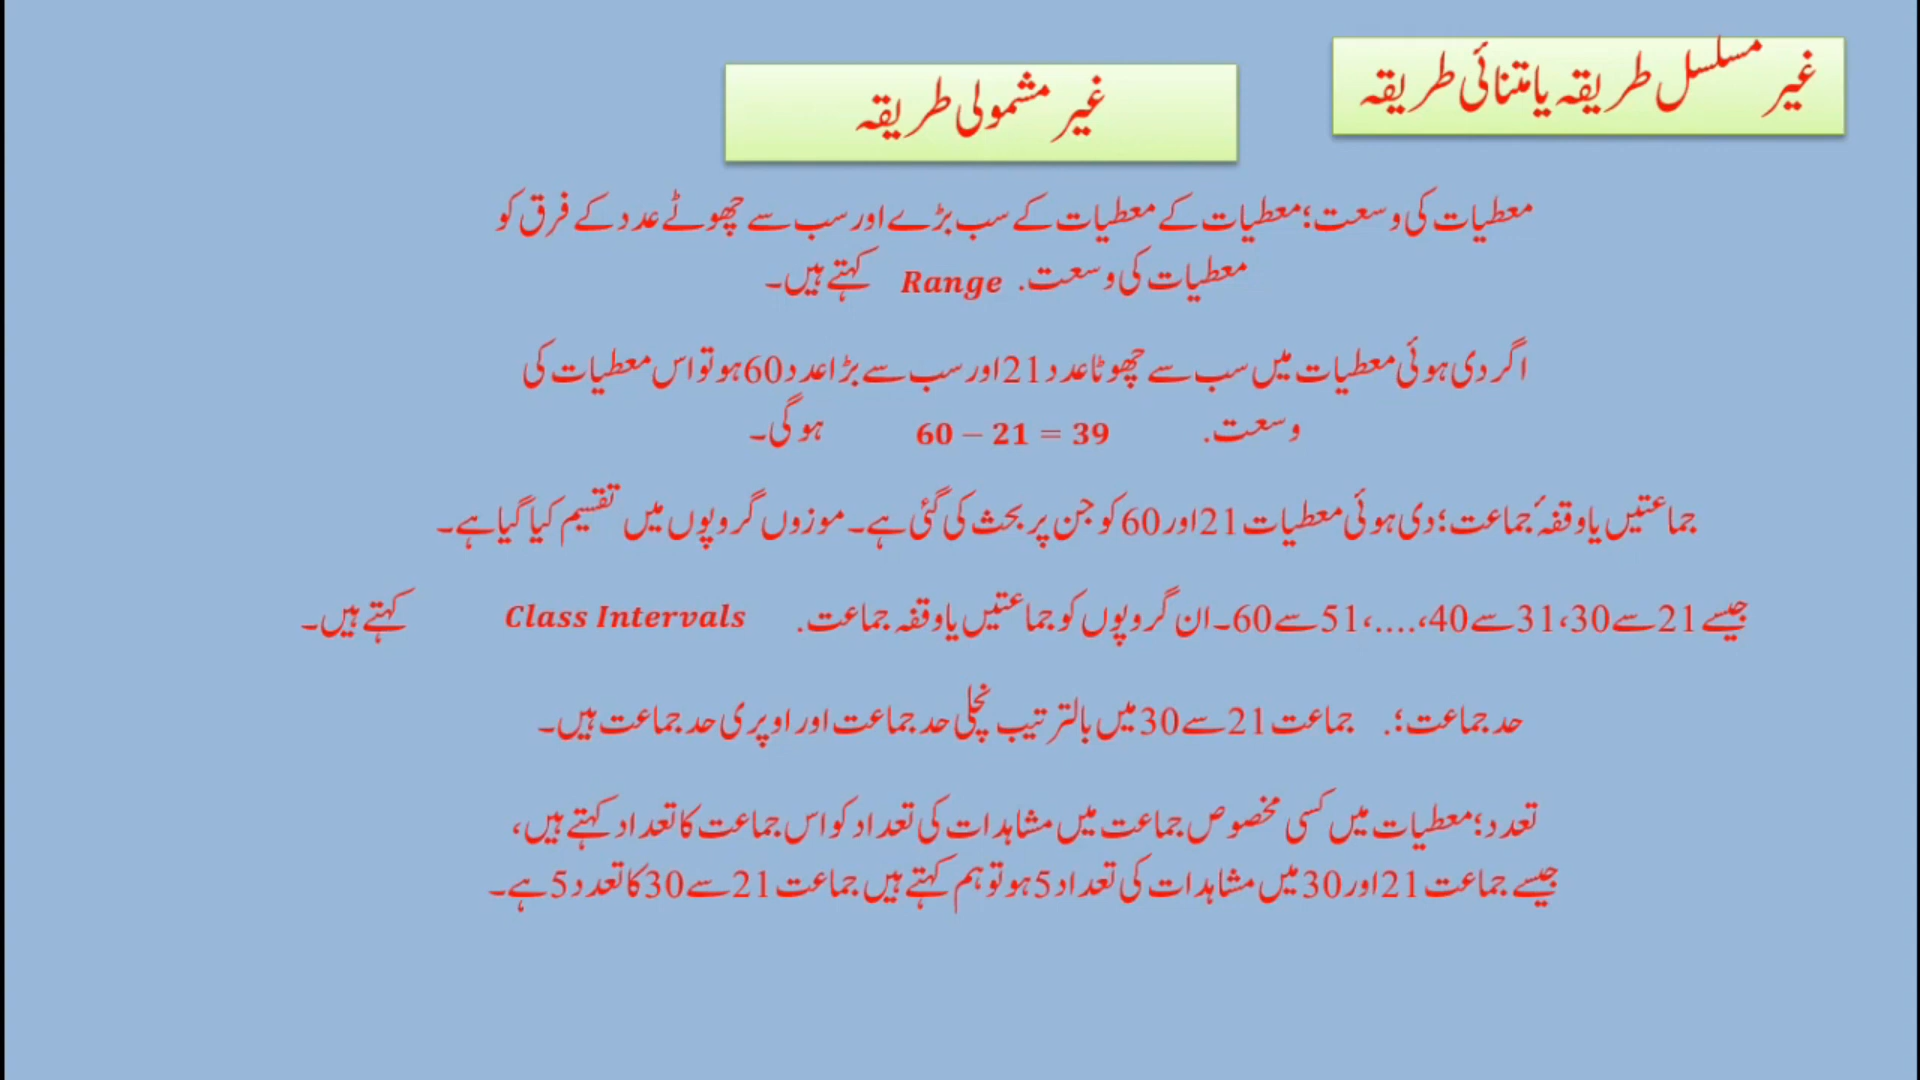 غیر مسلسل طریقہ یا متنائی طریقہ
غیر مشمولی طریقہ
معطیات کی وسعت؛ معطیات کے معطیات کے سب بڑے اور سب سے چھوٹے عدد کے فرق کو
معطیات کی وسعت. Range کہتے ہیں۔
اگر دی ہوئی معطیات میں سب سے چھوٹا عدد 21 اور سب سے بڑا عدد 60 ہو تو اس معطیات کی
وسعت. 60 − 21 = 39 ہو گی۔
جماعتیں یا وقفۂ جماعت؛ دی ہوئی معطیات 21 اور 60 کو جن پر بحث کی گئی ہے۔ موزوں گروپوں میں تقسیم کیا گیا ہے۔
جیسے 21 سے 30، 31 سے 40، ....، 51 سے 60۔ ان گروپوں کو جماعتیں یا وقفہ جماعت. Class Intervals کہتے ہیں۔
حد جماعت؛. جماعت 21 سے 30 میں بالترتیب نچلی حد جماعت اور اوپری حد جماعت ہیں۔
تعدد؛ معطیات میں کسی مخصوص جماعت میں مشاہدات کی تعداد کو اس جماعت کا تعداد کہتے ہیں،
جیسے جماعت 21 اور 30 میں مشاہدات کی تعداد 5 ہو تو ہم کہتے ہیں جماعت 21 سے 30 کا تعدد 5 ہے۔